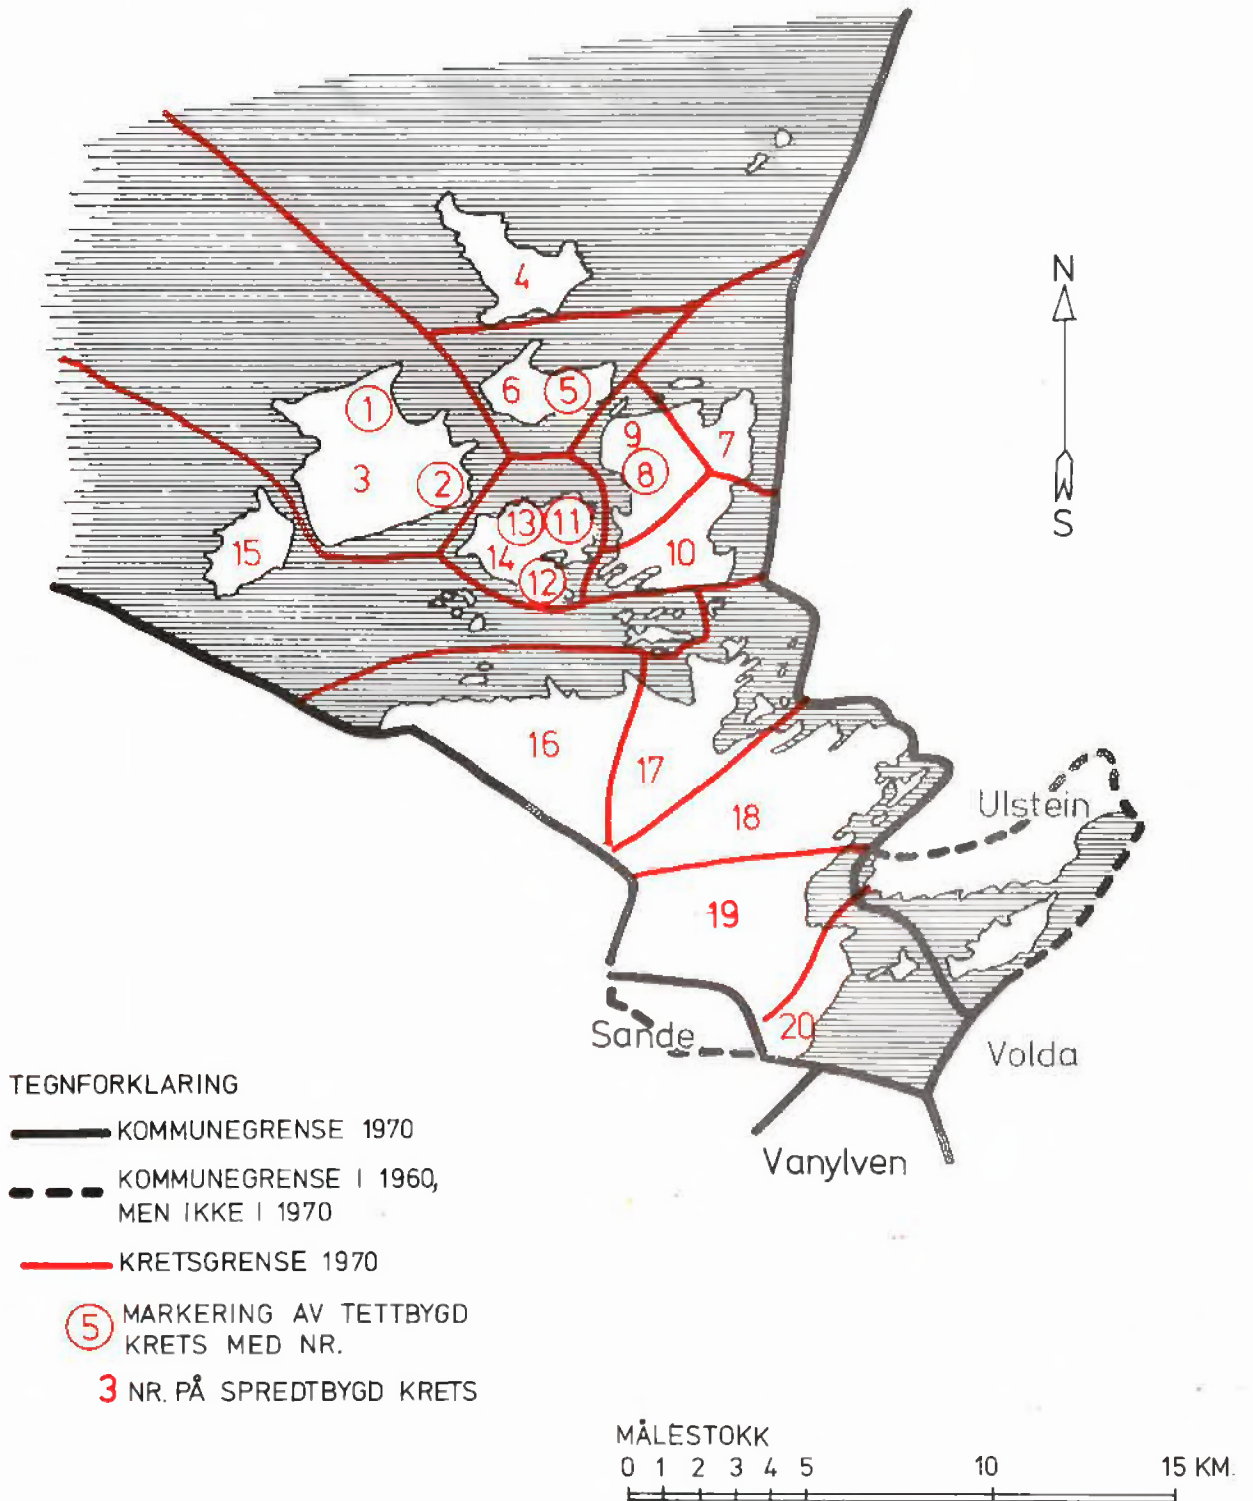 N
S
4
6
5
1
9
7
3
2
8
13
11
15
14
10
12
16
17
18
Ulstein
19
20
Sande
Volda
Vanylven
TEGNFORKLARING
KOMMUNEGRENSE 1970
KOMMUNEGRENSE I 1960,
MEN IKKE I 1970
KRETSGRENSE 1970
5 MARKERING AV TETTBYGD
KRETS MED NR.
3 NR. PÅ SPREDTBYGD KRETS
MÅLESTOKK
0 1 2 3 4 5 10 15 KM.